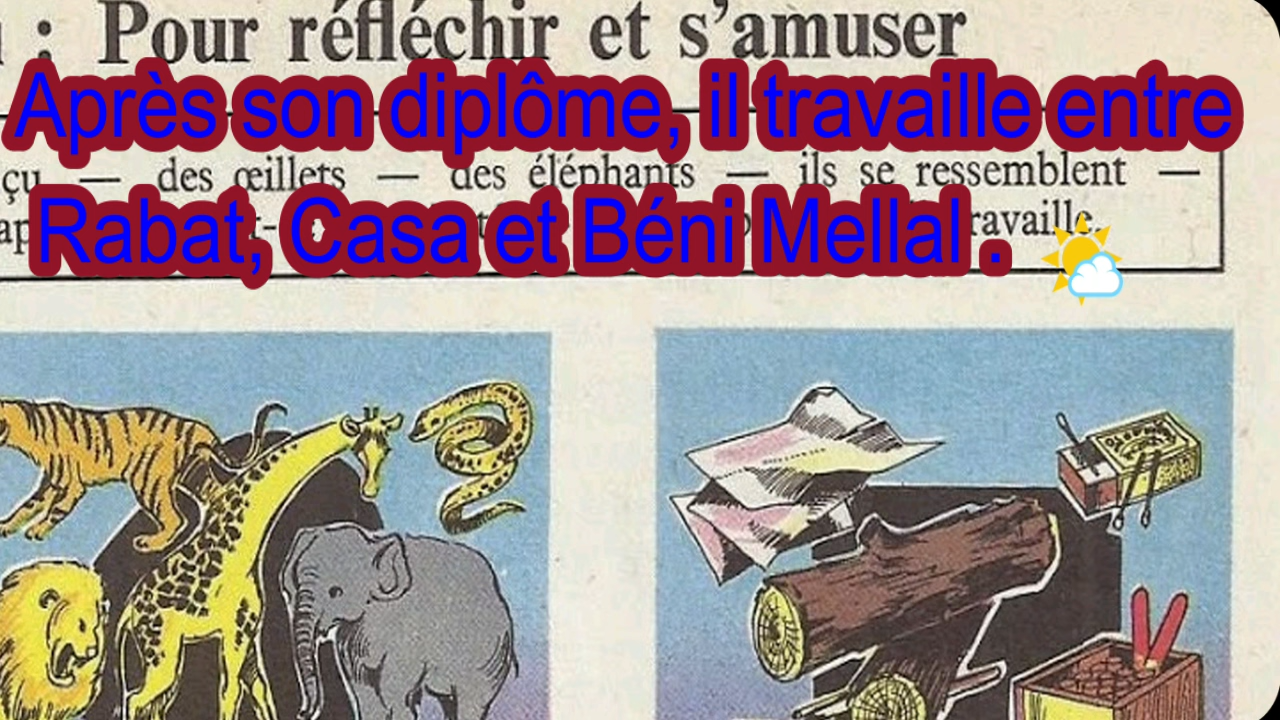 : Pour réfléchir et s'amuser
Après son diplôme, il travaille entre
— des œillets — des éléphants — ils se ressemblent —
Rabat, Casa et Béni Mellal .